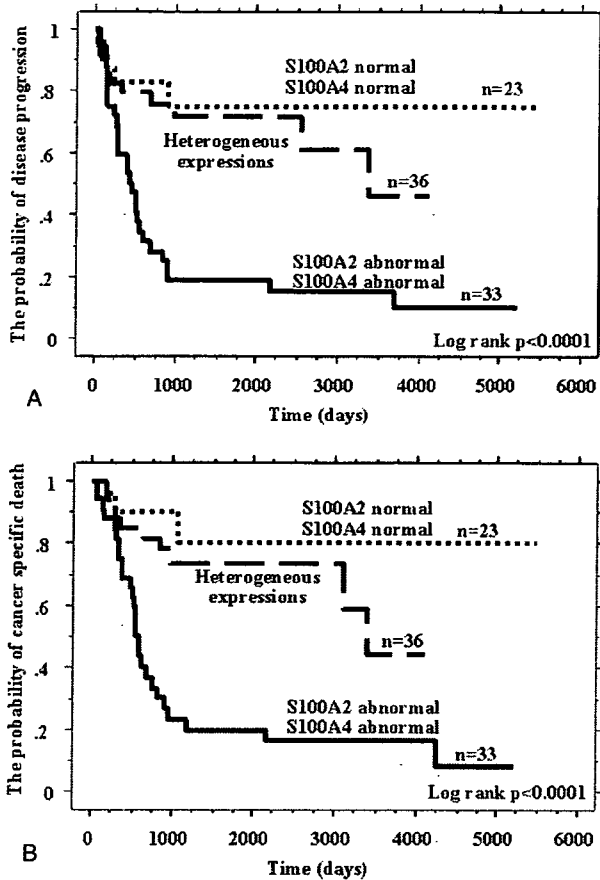 The probability of disease progression
1
.8
.6
.4
.2
0
S100A2 normal
S100A4 normal
n=23
Heterogeneous
expressions
n=36
S100A2 abnormal
S100A4 abnormal
n=33
Log rank p<0.0001
0 1000 2000 3000 4000 5000 6000
Time (days)
A
The probability of cancer specific death
1
.8
.6
.4
.2
0
S100A2 normal
S100A4 normal
n=23
Heterogeneous
expressions
n=36
S100A2 abnormal
S100A4 abnormal
n=33
Log rank p<0.0001
0 1000 2000 3000 4000 5000 6000
Time (days)
B